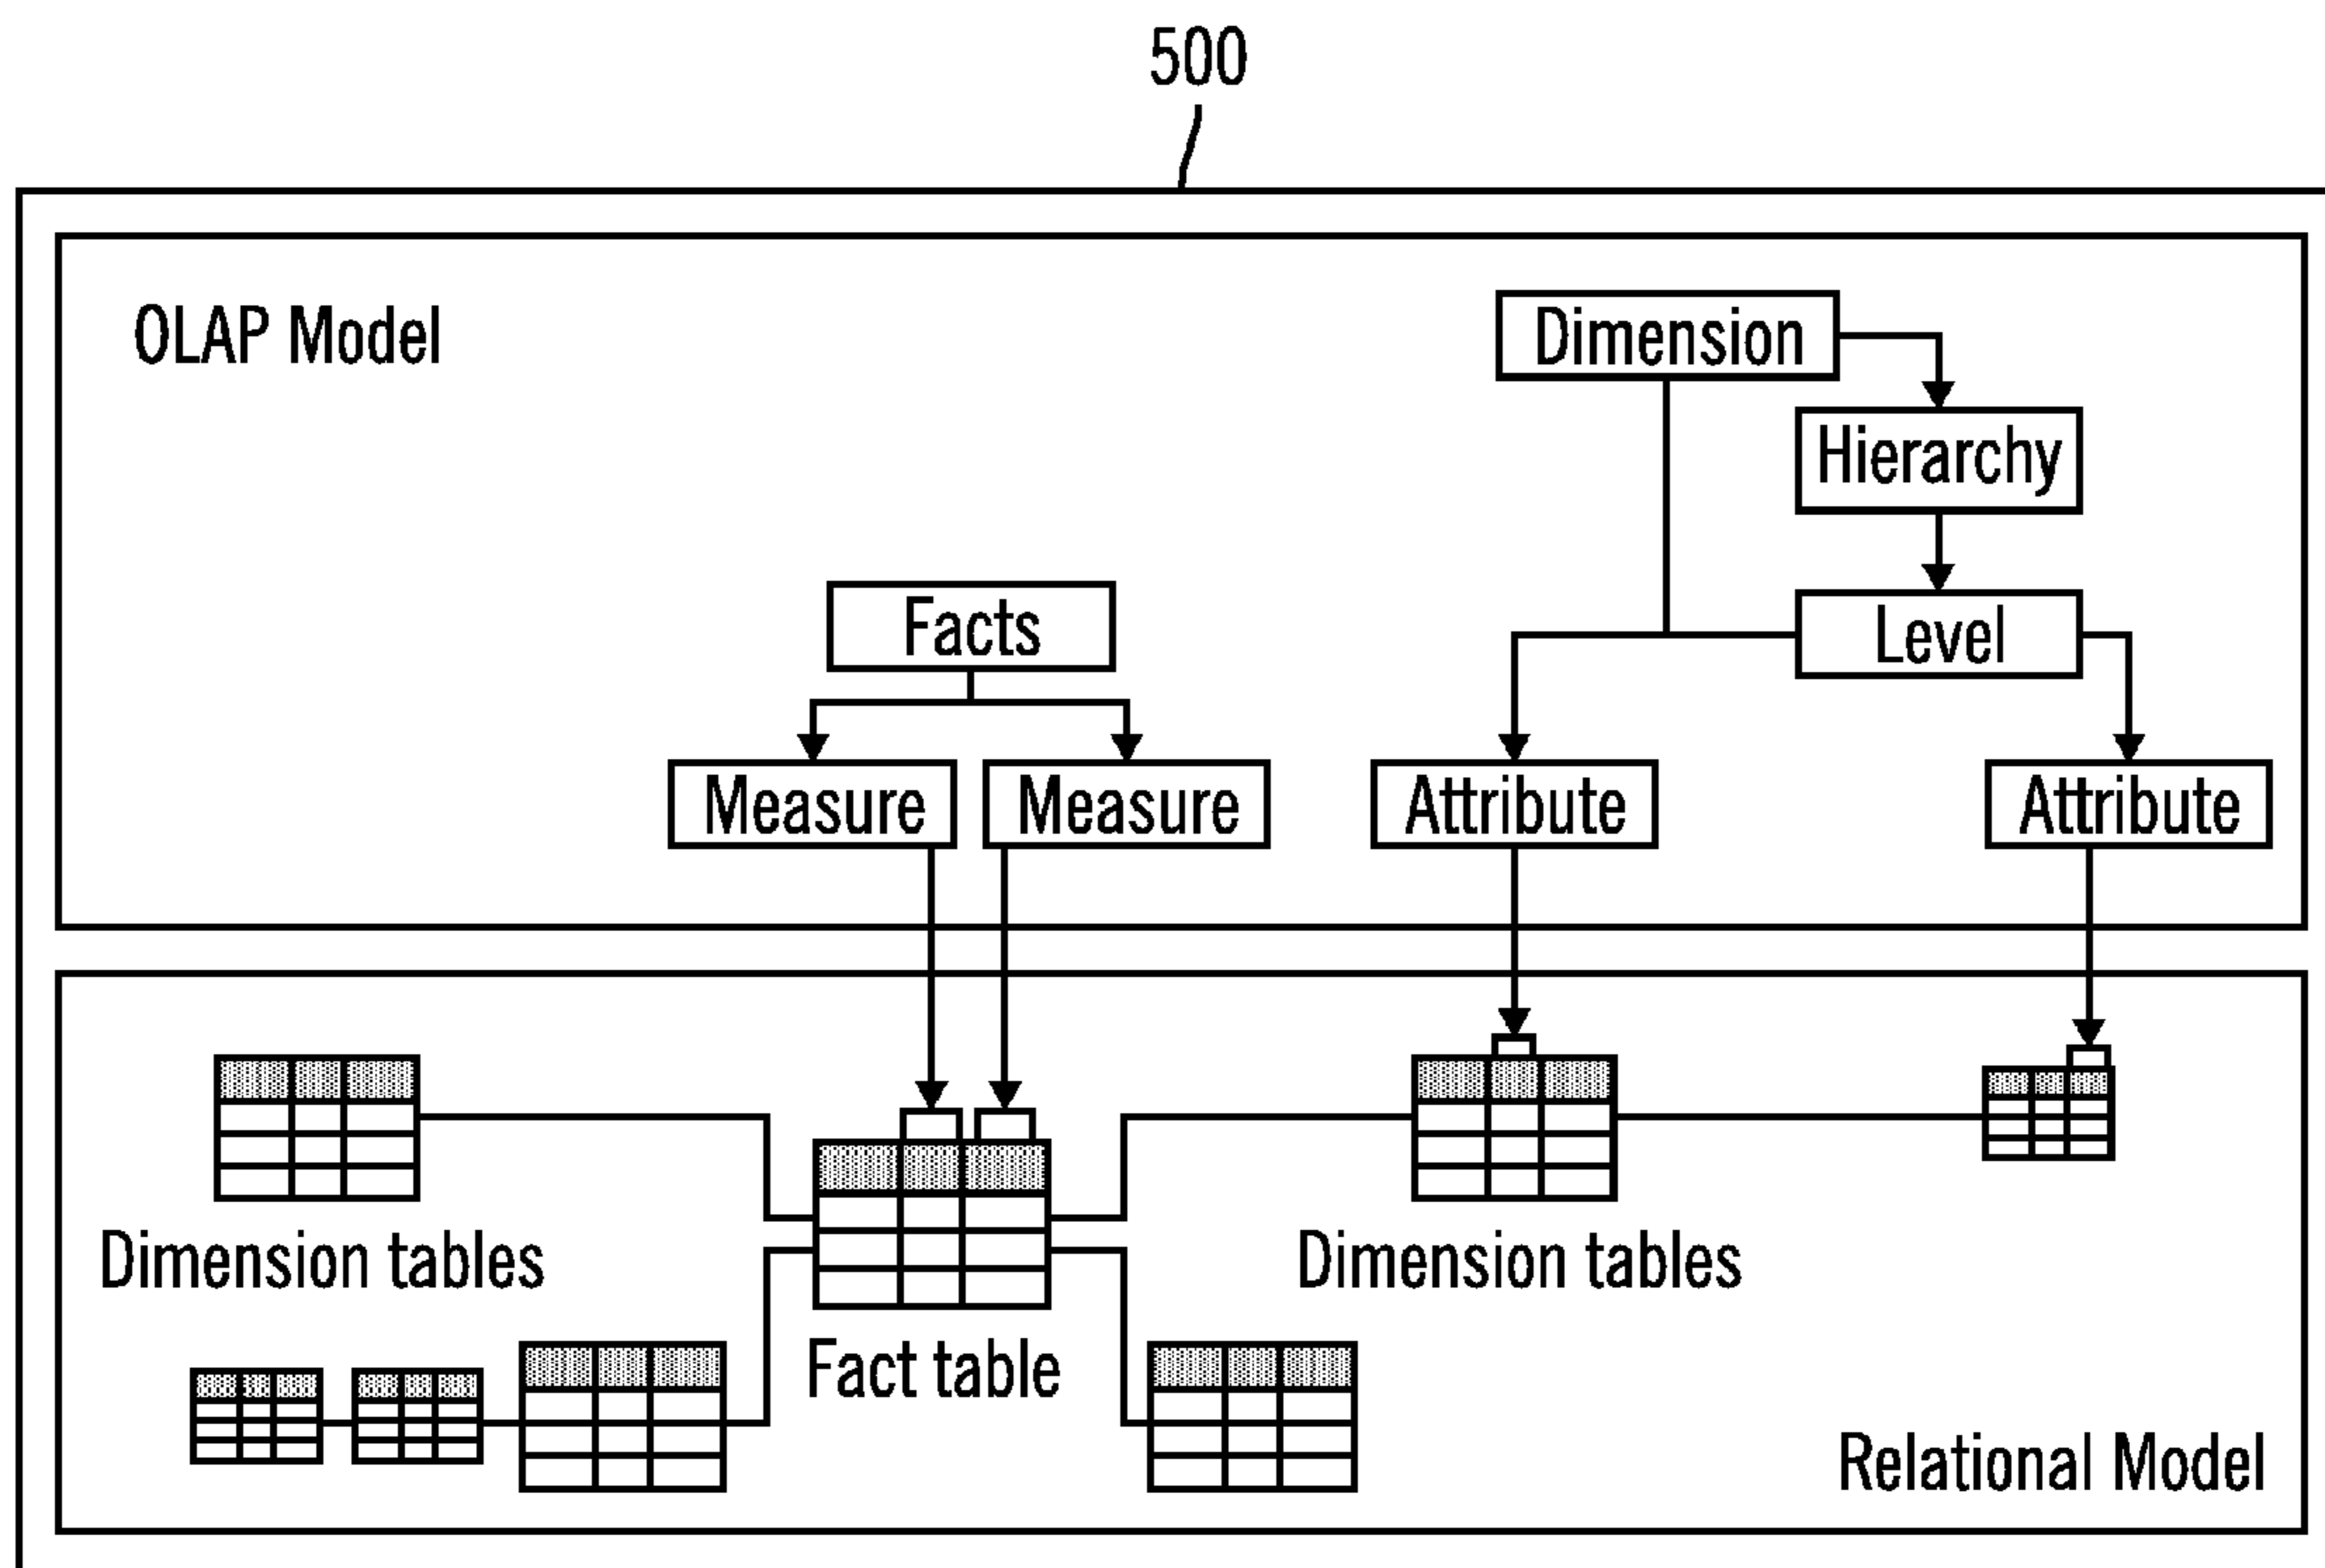 500
OLAP Model
Dimension
Hierarchy
Level
Facts
Measure
Measure
Attribute
Attribute
Dimension tables
Fact table
Dimension tables
Relational Model